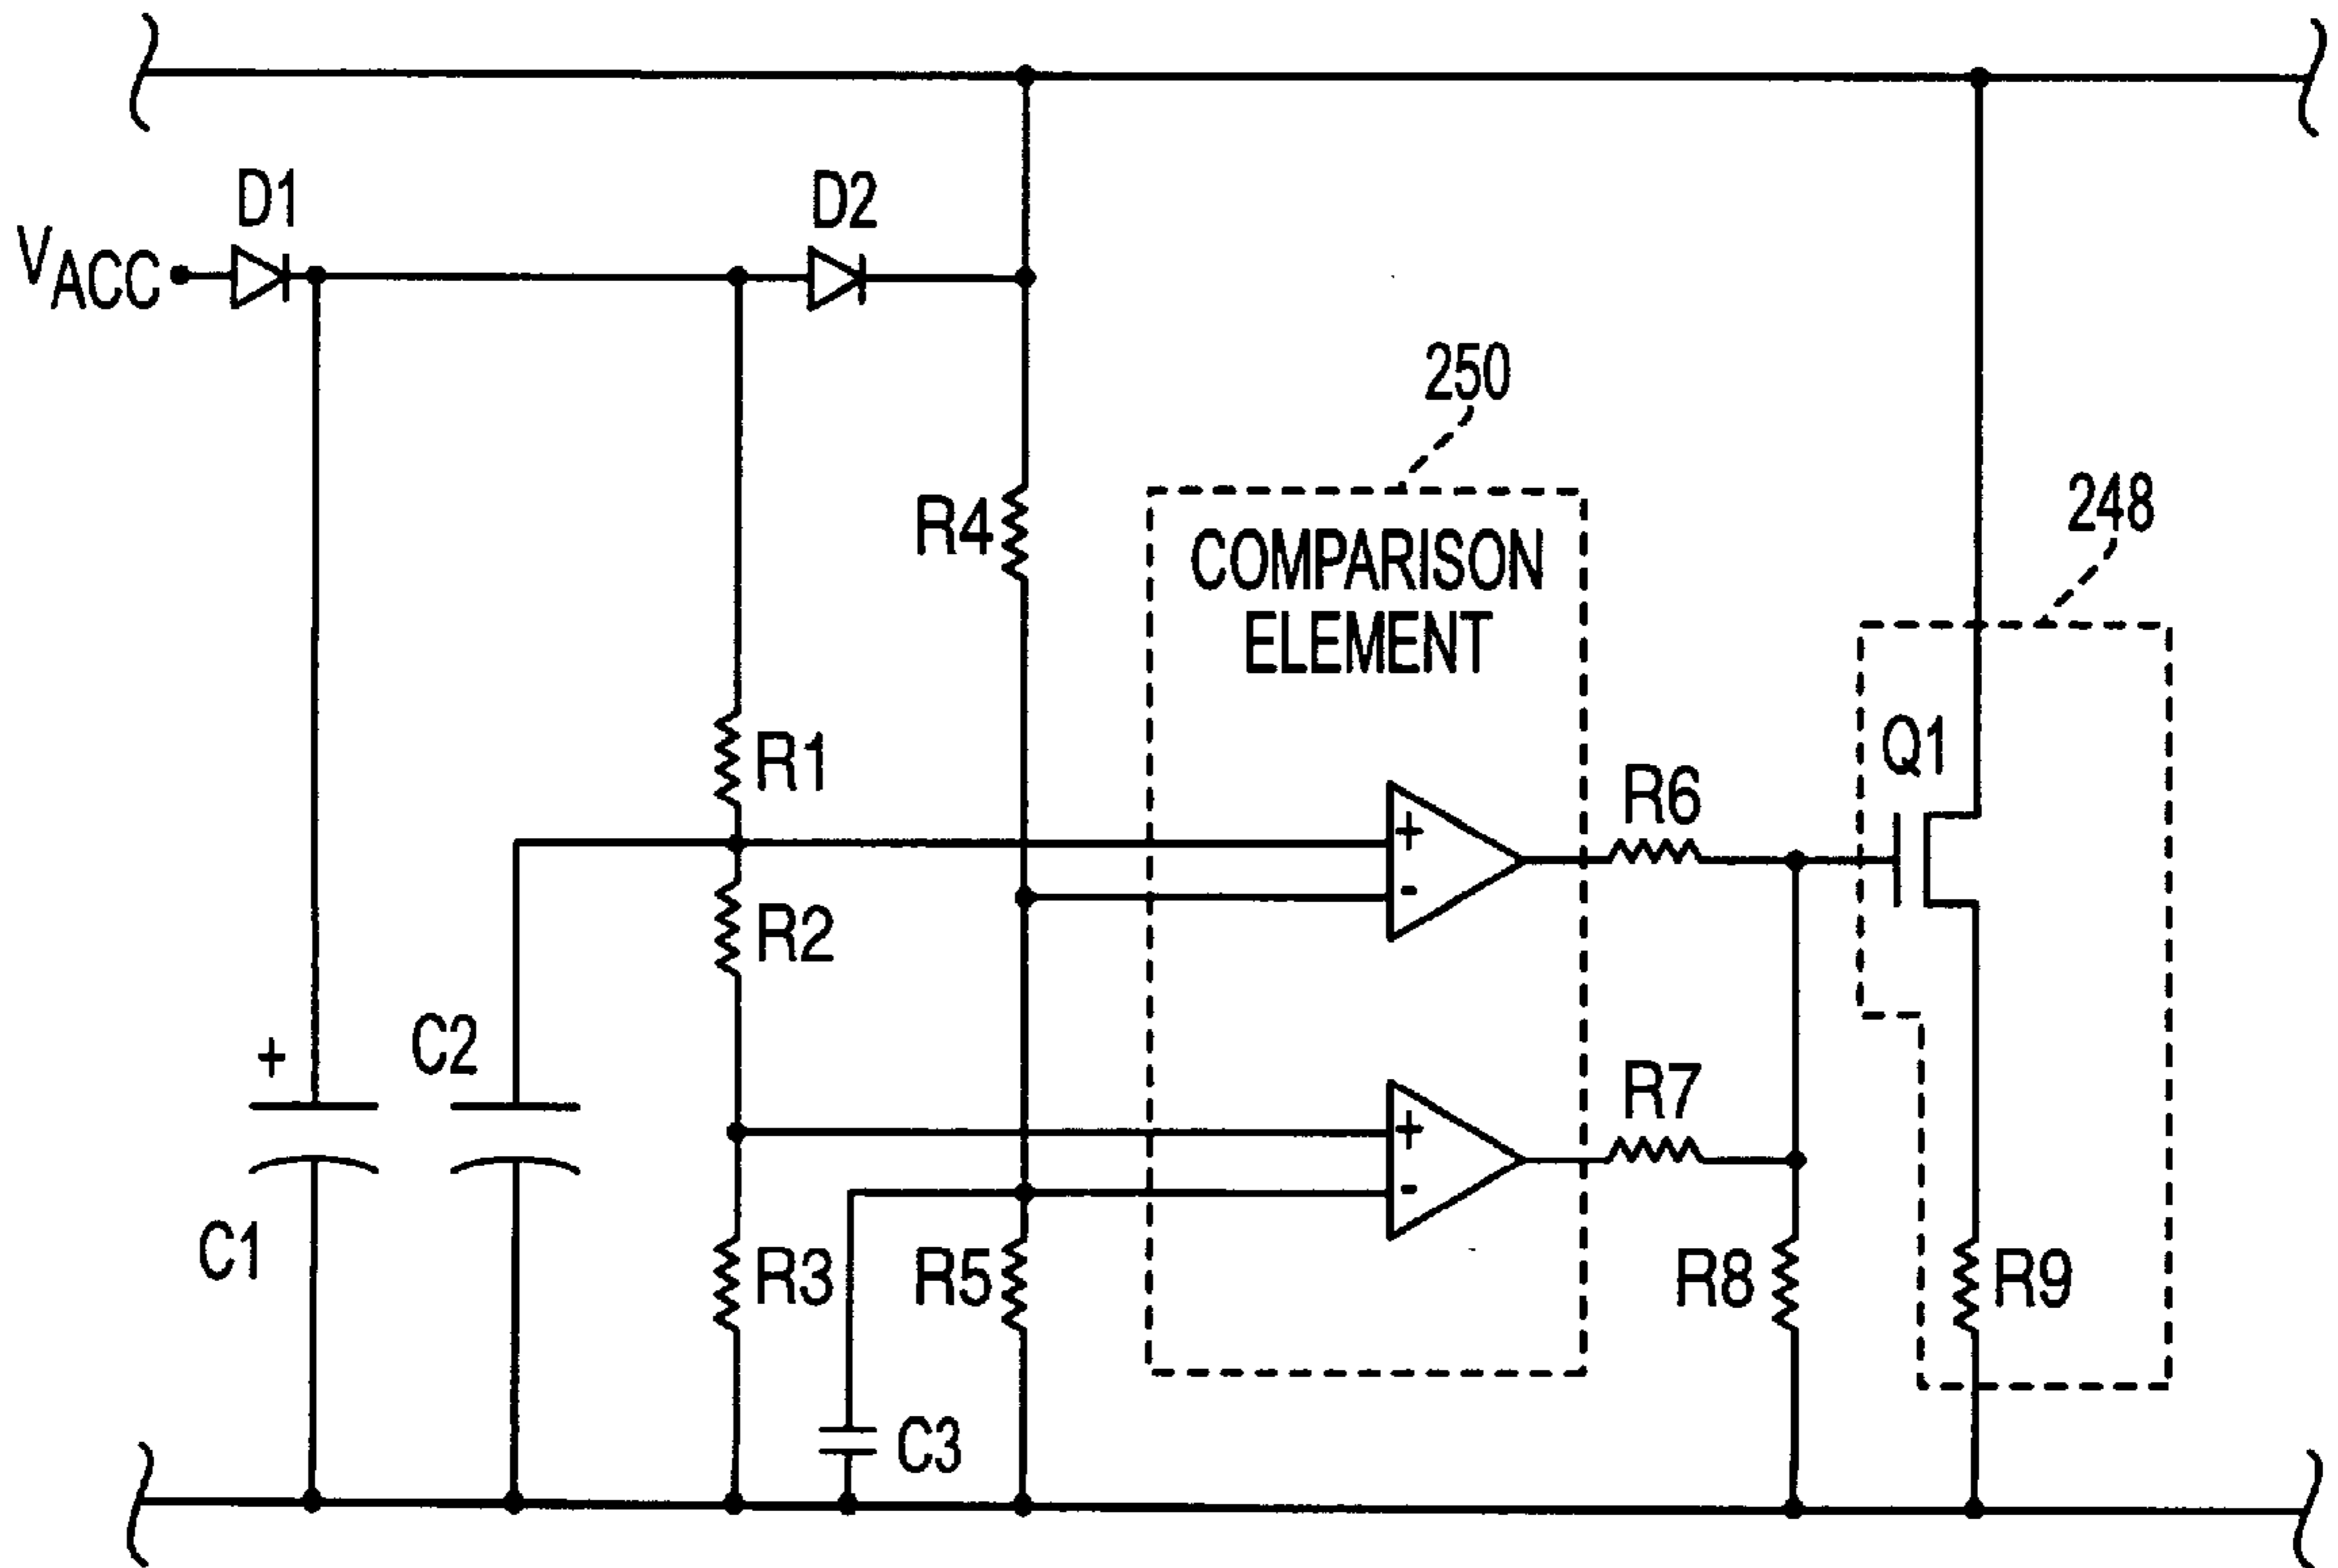 D1
D2
VACC
250
248
R4
COMPARISON
ELEMENT
Q1
R1
+
R6
-
R2
C2
+
R7
+
-
C1
R3
R5
R8
R9
C3